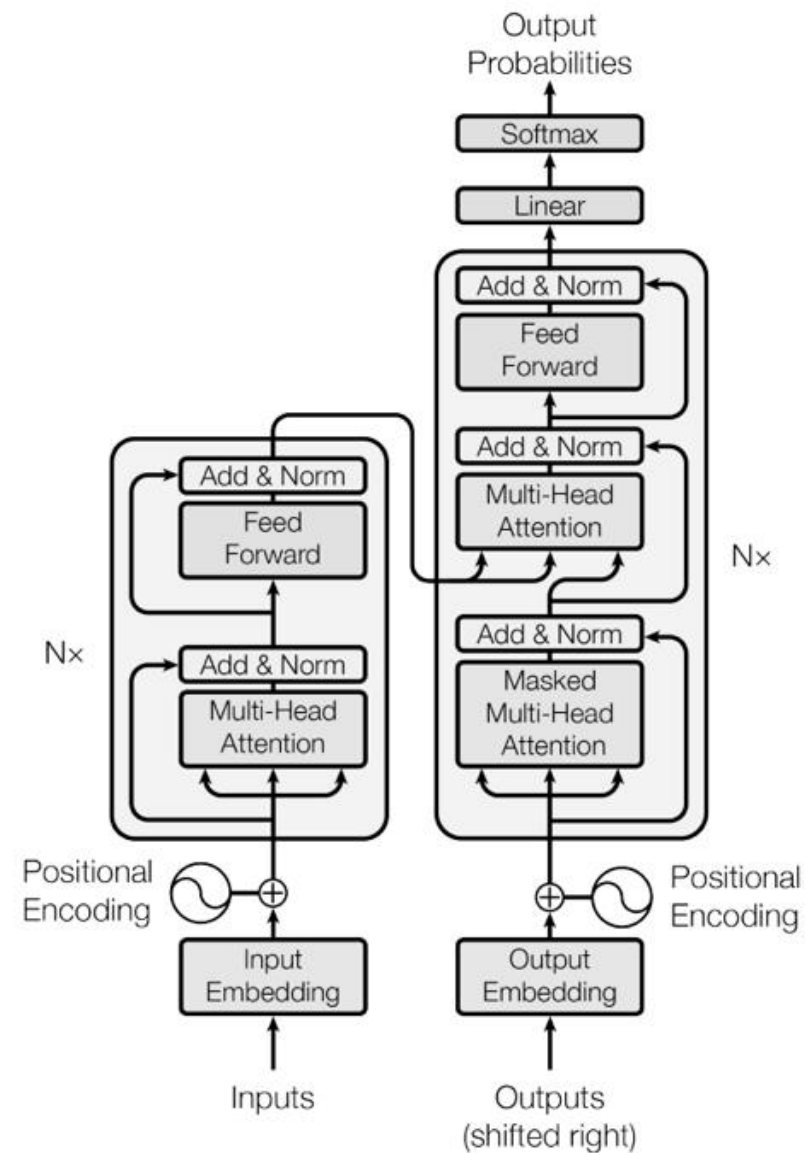 Output
Probabilities
Softmax
Linear
Add & Norm
Feed
Forward
Add & Norm
Multi-Head
Attention
Add & Norm
Masked
Multi-Head
Attention
N×
Add & Norm
Feed
Forward
Add & Norm
Multi-Head
Attention
N×
Positional
Encoding
Input
Embedding
Inputs
Positional
Encoding
Output
Embedding
Outputs
(shifted right)